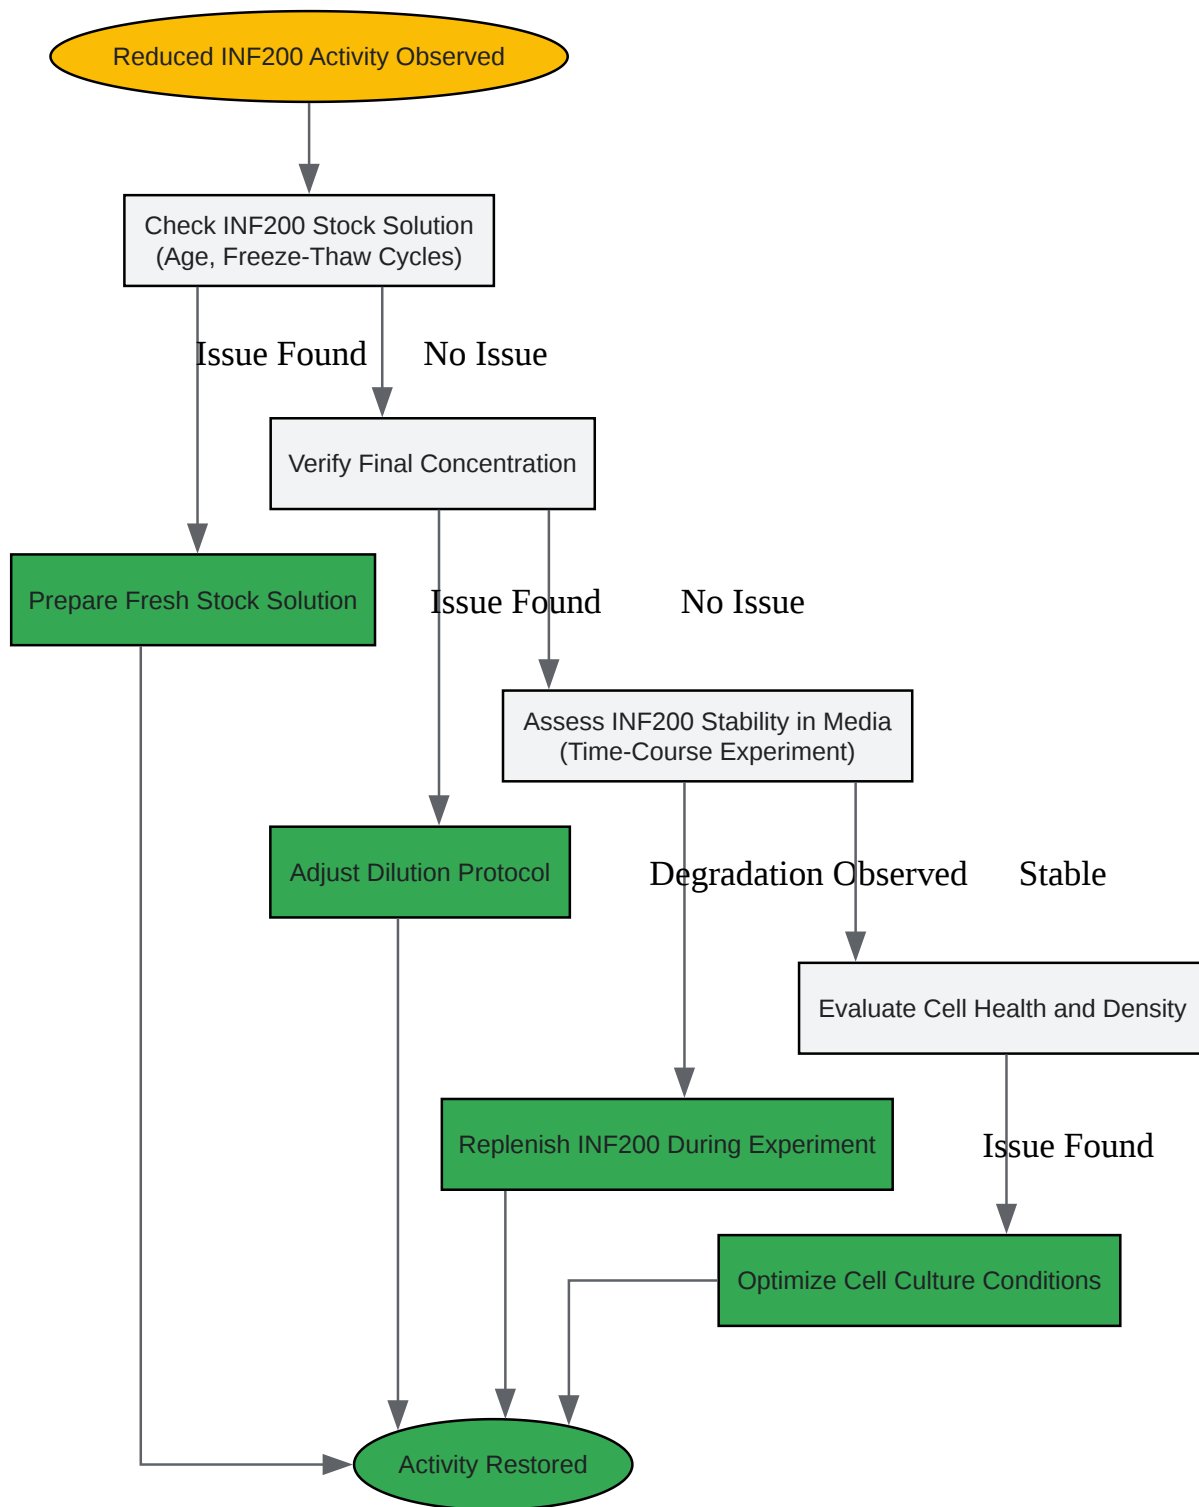 Reduced INF200 Activity Observed
Check INF200 Stock Solution
(Age, Freeze-Thaw Cycles)
Issue Found
No Issue
Verify Final Concentration
Prepare Fresh Stock Solution
Issue Found
No Issue
Assess INF200 Stability in Media
(Time-Course Experiment)
Adjust Dilution Protocol
Degradation Observed
Stable
Evaluate Cell Health and Density
Replenish INF200 During Experiment
Issue Found
Optimize Cell Culture Conditions
Activity Restored